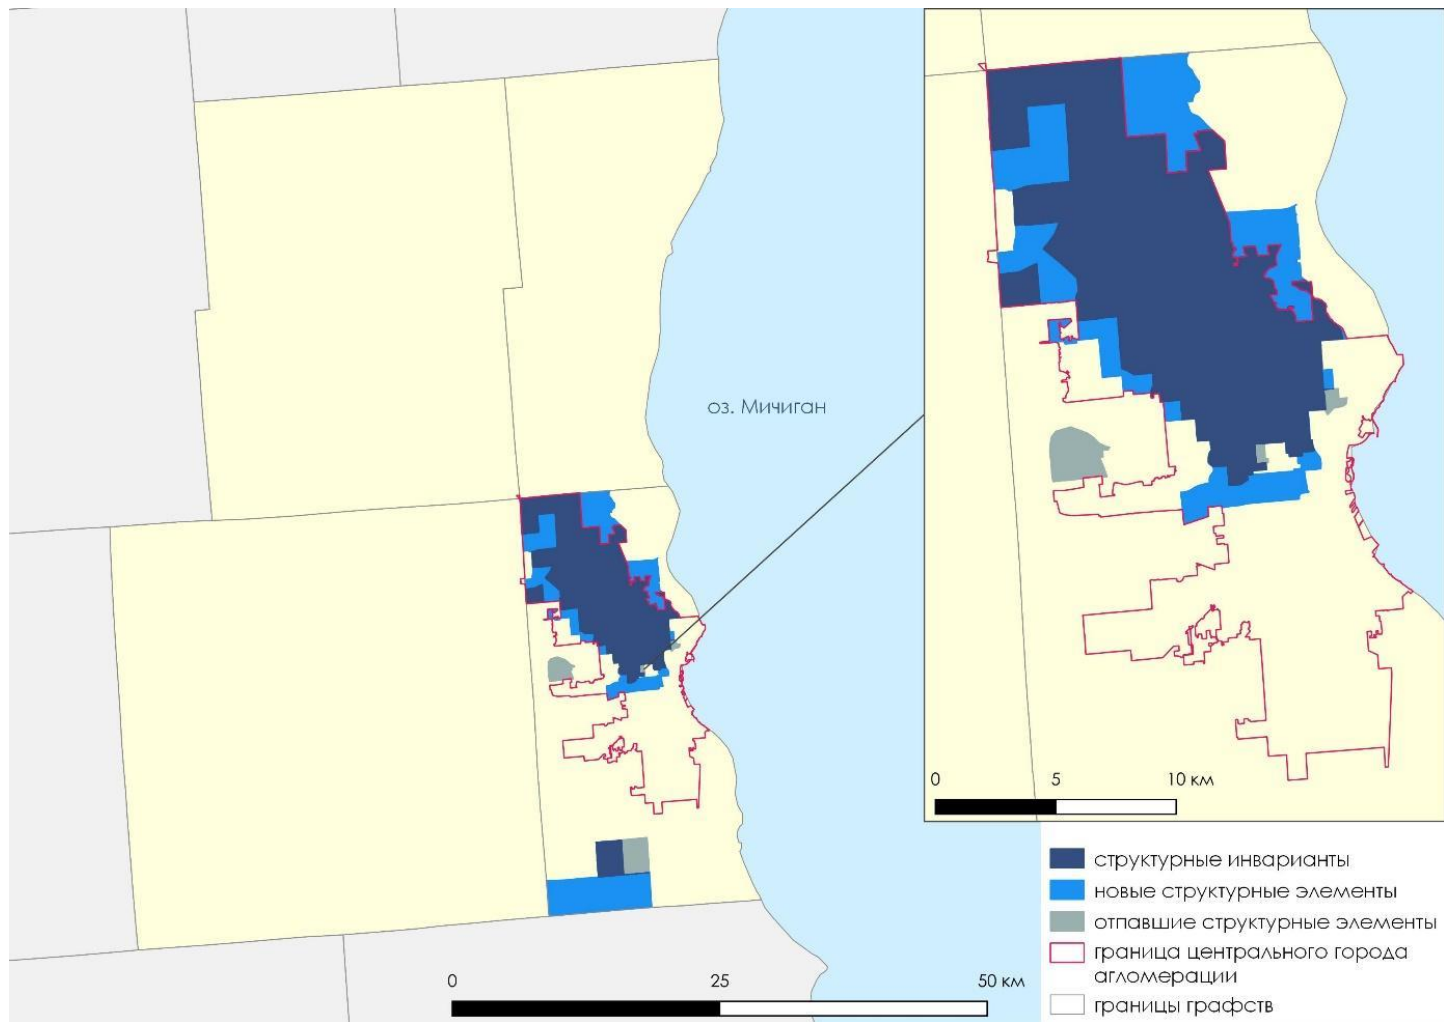 оз. Мичиган
0 5 10 км
структурные инварианты
новые структурные элементы
отпавшие структурные элементы
граница центрального города
агломерации
границы графств
0 25 50 км